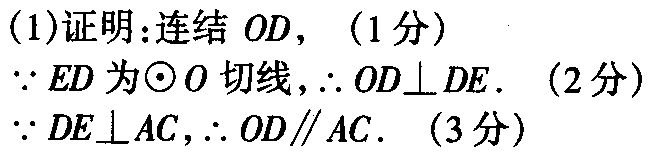 (1)证明:连结 OD, (1分)
∵ ED 为⊙O 切线,∴ OD⊥DE. (2分)
∵ DE⊥AC,∴ OD∥AC. (3分)